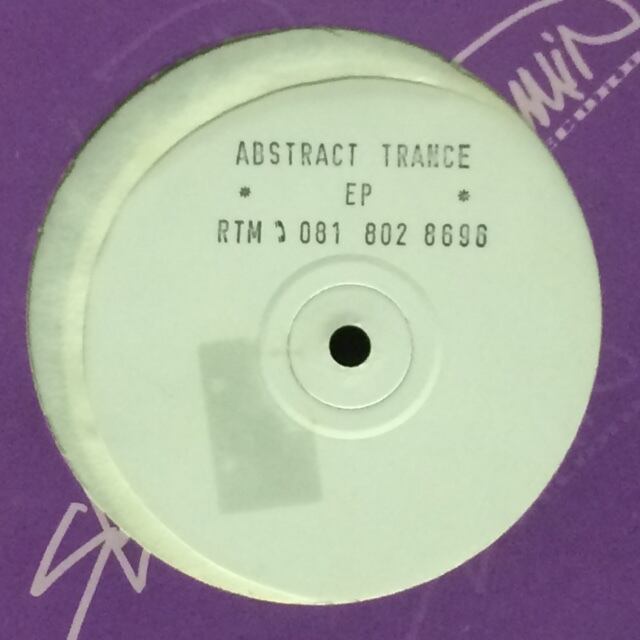 ABSTRACT TRANCE
* EP *
RTM 081 802 8696